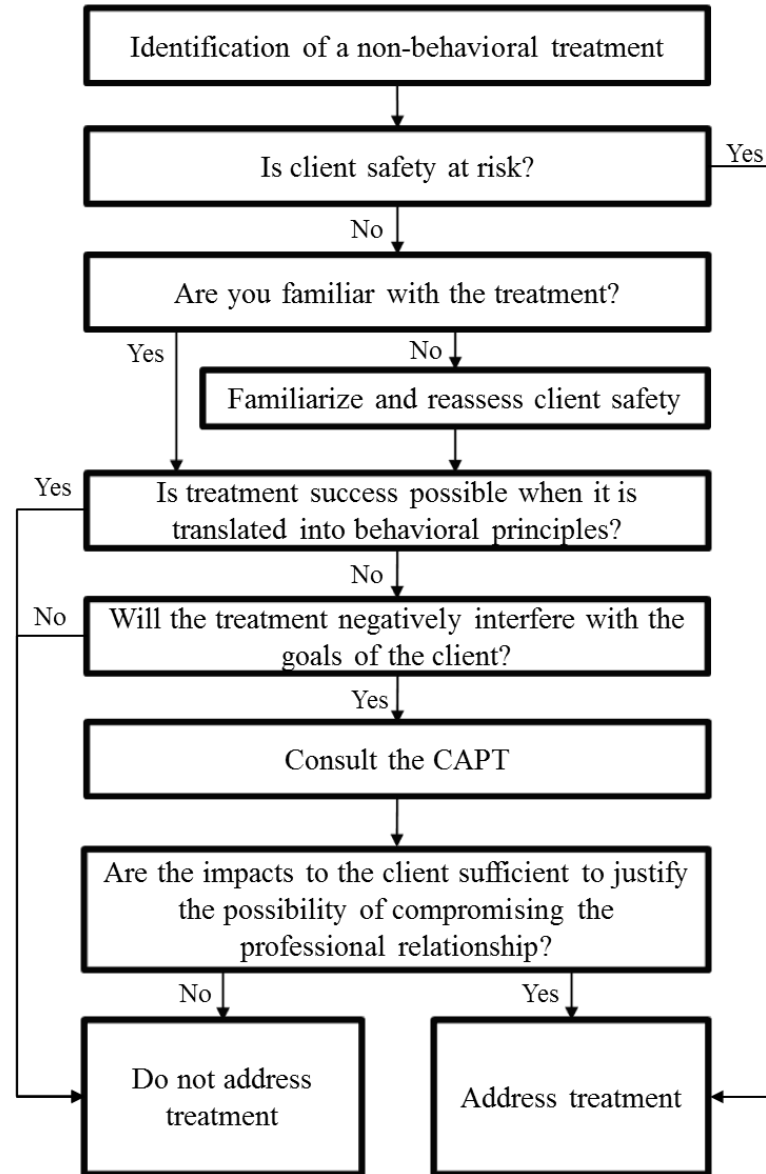 Identification of a non-behavioral treatment
Is client safety at risk?
Yes
No
Are you familiar with the treatment?
Yes
No
Familiarize and reassess client safety
Yes
Is treatment success possible when it is
translated into behavioral principles?
No
No
Will the treatment negatively interfere with the
goals of the client?
Yes
Consult the CAPT
Are the impacts to the client sufficient to justify
the possibility of compromising the
professional relationship?
No
Yes
Do not address
treatment
Address treatment